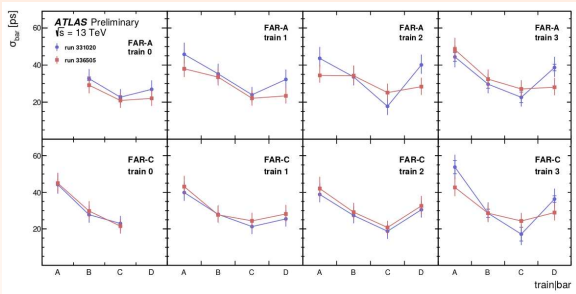 σbar [ps]
ATLAS Preliminary
√s = 13 TeV
run 331020
run 336505
FAR-A
train 0
FAR-A
train 1
FAR-A
train 2
FAR-A
train 3
60
40
20
FAR-C
train 0
FAR-C
train 1
FAR-C
train 2
FAR-C
train 3
60
40
20
A B C D A B C D A B C D A B C D
train|bar